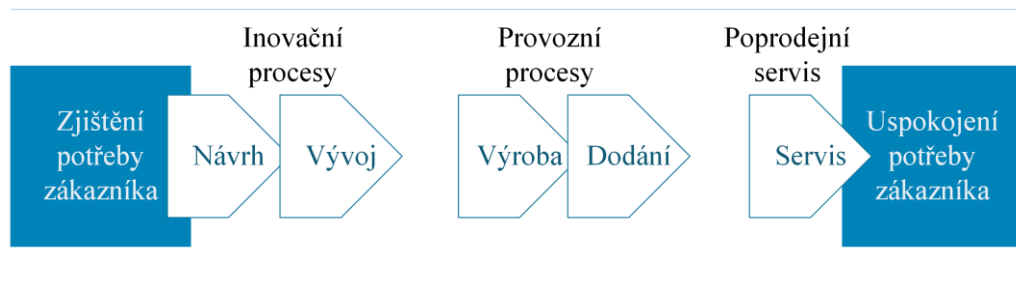 Inovační
procesy
Provozní
procesy
Poprodejní
servis
Zjištění
potřeby
zákazníka
Návrh
Vývoj
Výroba
Dodání
Servis
Uspokojení
potřeby
zákazníka